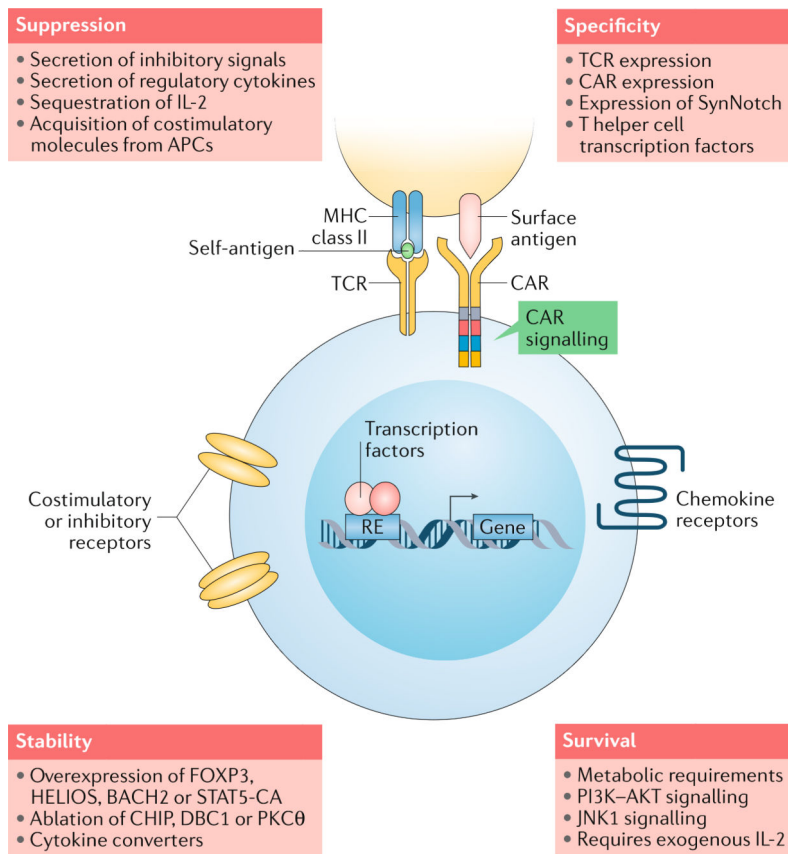 Suppression
• Secretion of inhibitory signals
• Secretion of regulatory cytokines
• Sequestration of IL-2
• Acquisition of costimulatory
molecules from APCs
Specificity
• TCR expression
• CAR expression
• Expression of SynNotch
• T helper cell
transcription factors
MHC
class II
Self-antigen
TCR
Surface
antigen
CAR
CAR
signalling
Transcription
factors
RE
Gene
Costimulatory
or inhibitory
receptors
Chemokine
receptors
Stability
• Overexpression of FOXP3,
HELIOS, BACH2 or STAT5-CA
• Ablation of CHIP, DBC1 or PKCθ
• Cytokine converters
Survival
• Metabolic requirements
• PI3K–AKT signalling
• JNK1 signalling
• Requires exogenous IL-2